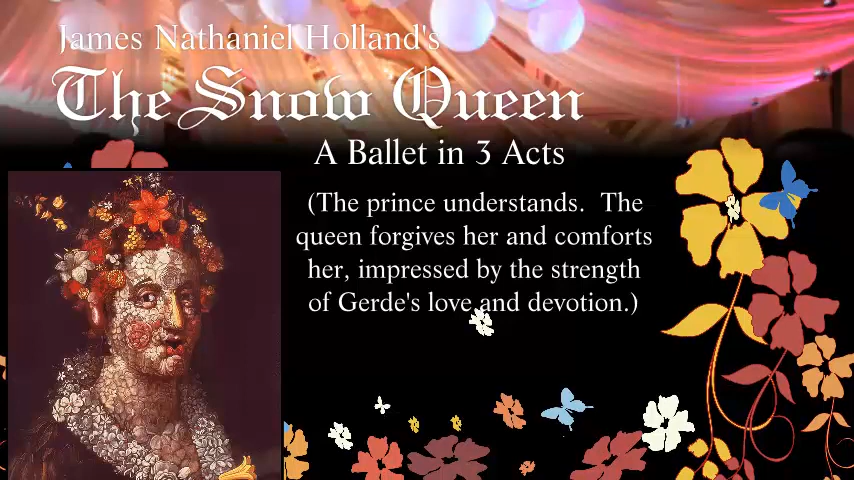 James Nathaniel Holland's
The Snow Queen
A Ballet in 3 Acts
(The prince understands.  The
queen forgives her and comforts
her, impressed by the strength
of Gerde's love and devotion.)